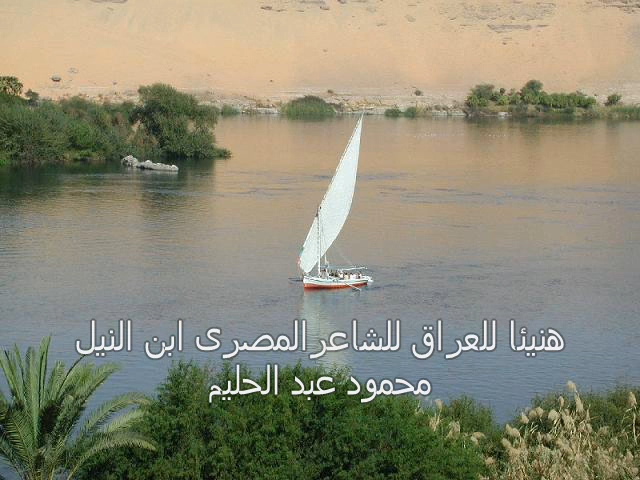 هنيئا للعراق للشاعر المصرى ابن النيل
محمود عبد الحليم